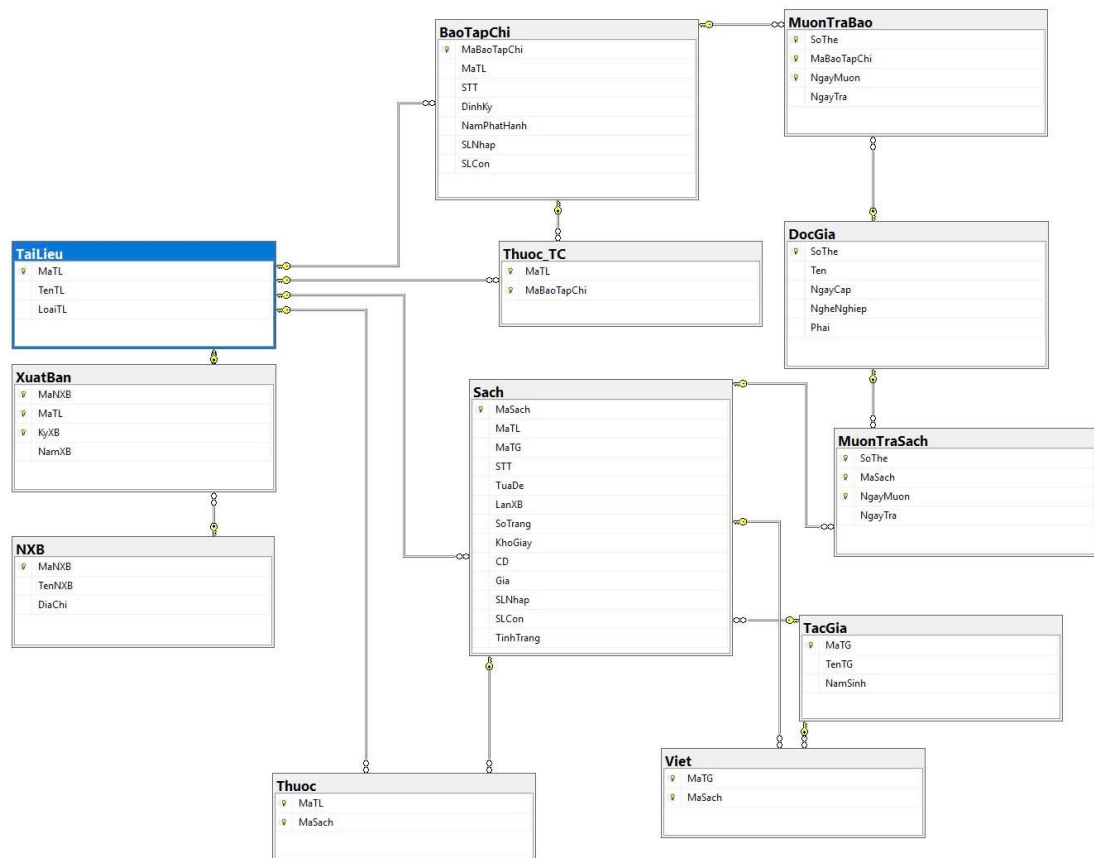 BaoTapChi
MaBaoTapChi
MaTL
STT
DinhKy
NamPhatHanh
SLNhap
SLCon
MuonTraBao
SoThe
MaBaoTapChi
NgayMuon
NgayTra
TaiLieu
MaTL
TenTL
LoaiTL
Thuoc_TC
MaTL
MaBaoTapChi
DocGia
SoThe
Ten
NgayCap
NgheNghiep
Phai
XuatBan
MaNXB
MaTL
KyXB
NamXB
Sach
MaSach
MaTL
MaTG
STT
TuaDe
LanXB
SoTrang
KhoGiay
CD
Gia
SLNhap
SLCon
TinhTrang
MuonTraSach
SoThe
MaSach
NgayMuon
NgayTra
NXB
MaNXB
TenNXB
DiaChi
TacGia
MaTG
TenTG
NamSinh
Viet
MaTG
MaSach
Thuoc
MaTL
MaSach